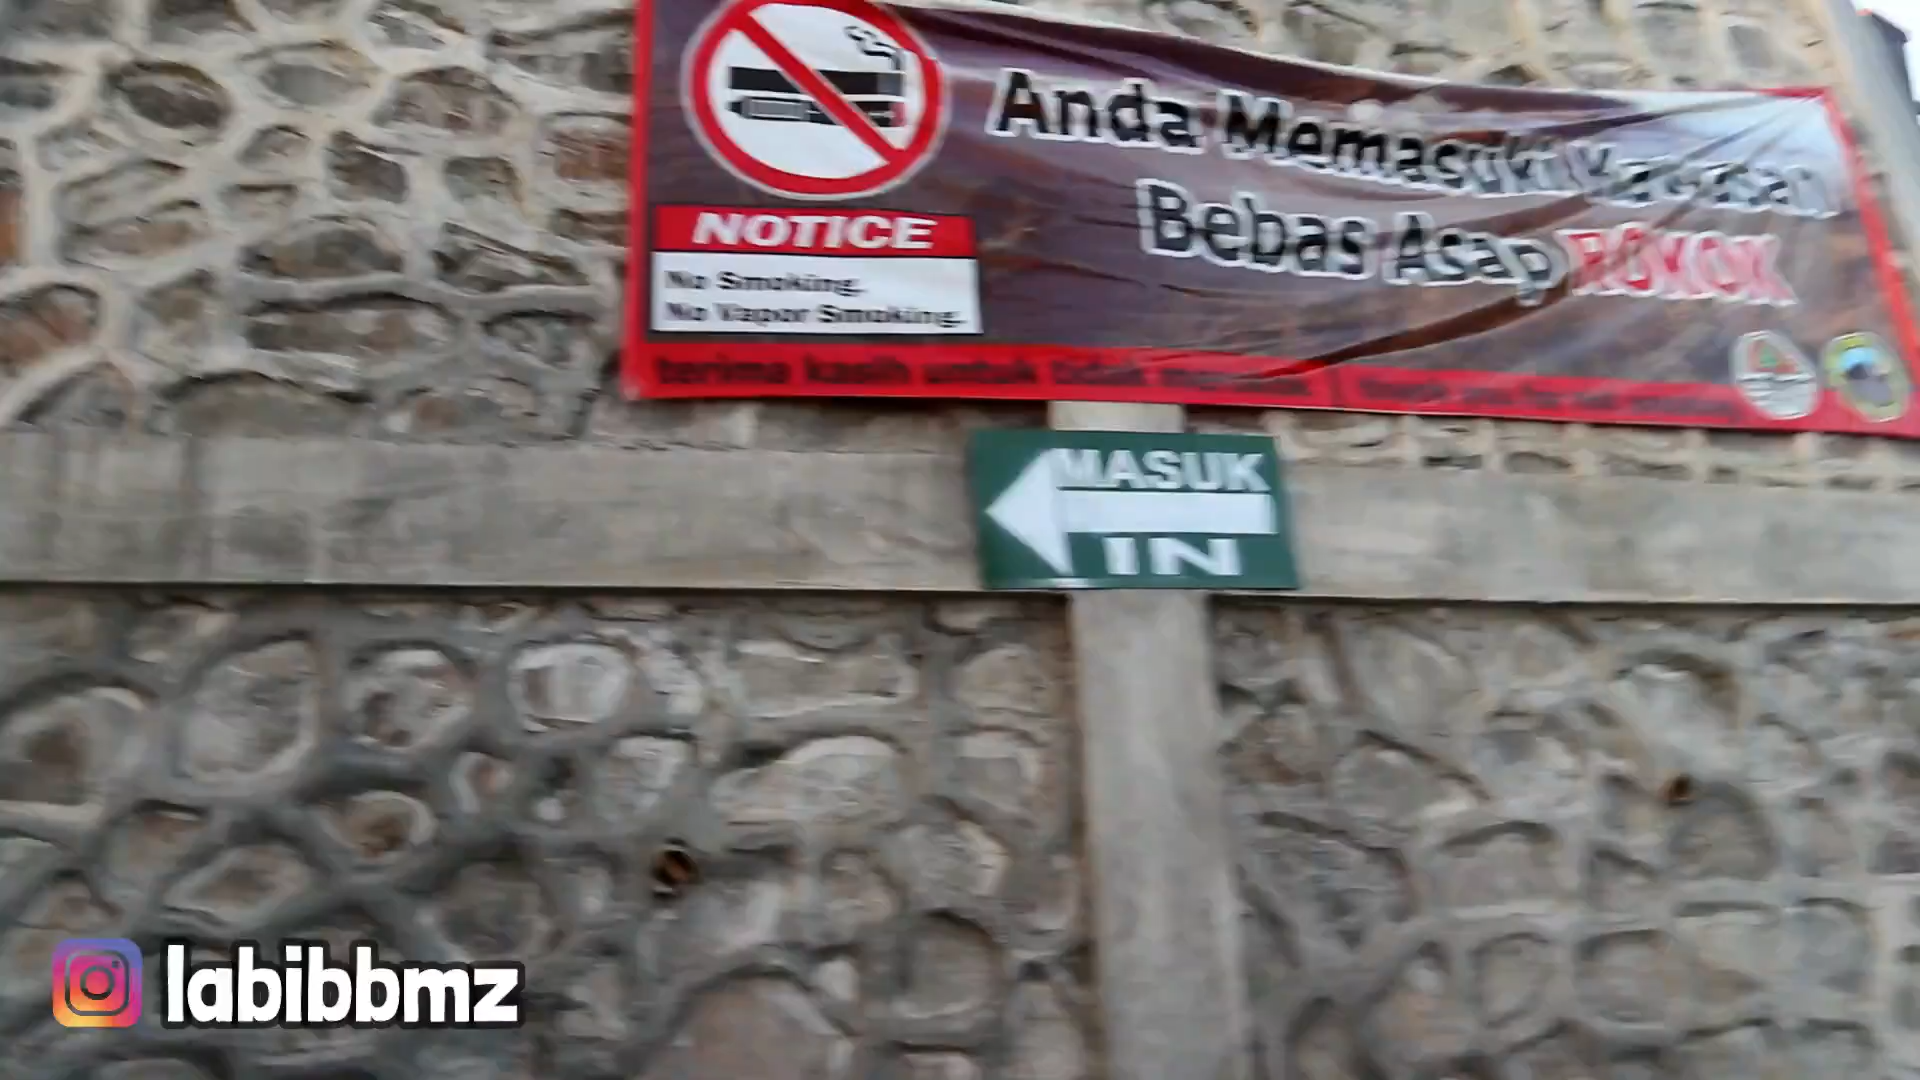 Anda Memasuki Kawasan
Bebas Asap ROKOK
NOTICE
No Smoking.
No Vapor Smoking.
terima kasih untuk tidak
MASUK
IN
labibbmz